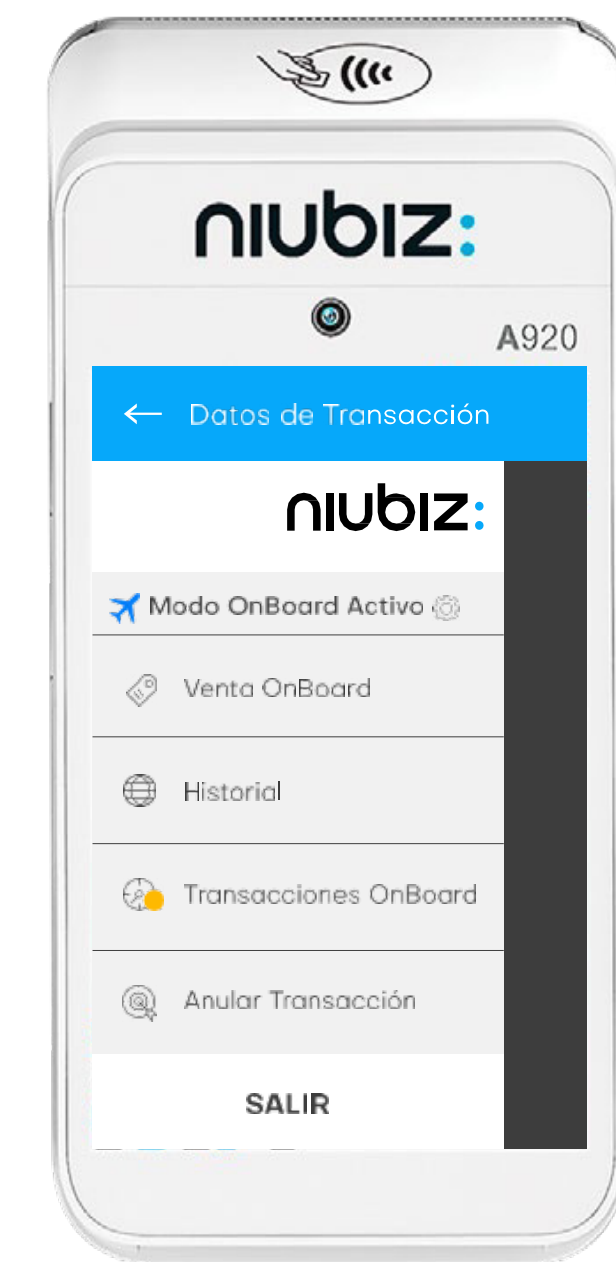 niubiz:
A920
← Datos de Transacción
niubiz:
Modo OnBoard Activo
Venta OnBoard
Historial
Transacciones OnBoard
Anular Transacción
SALIR